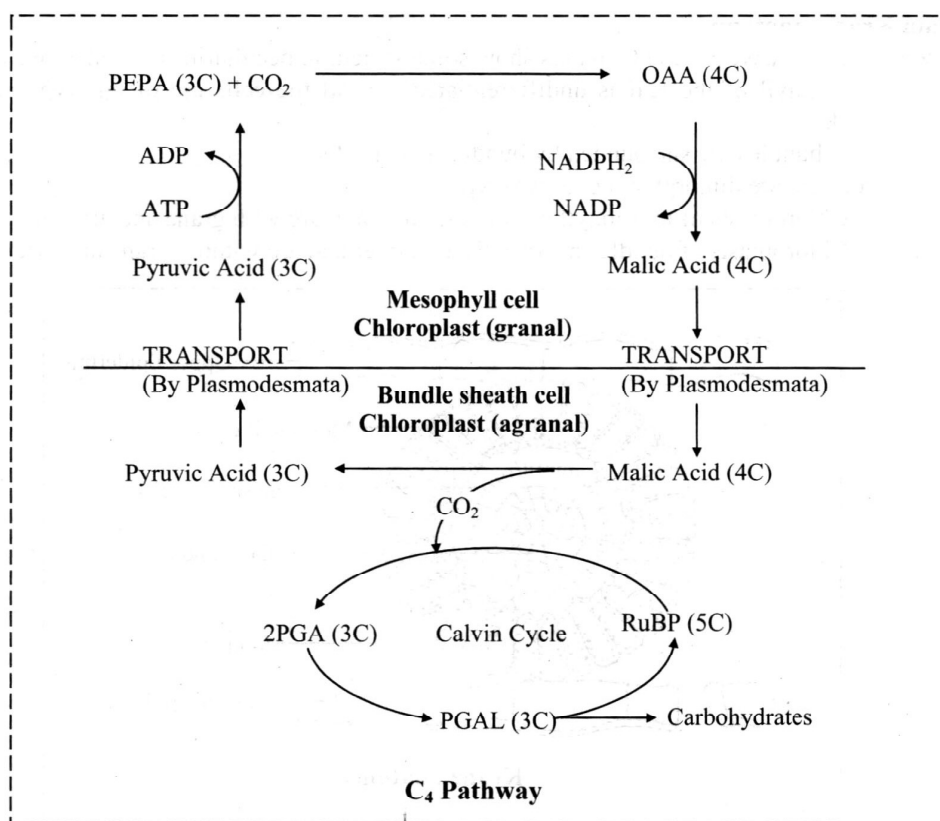 PEPA (3C) + CO₂
OAA (4C)
ADP
ATP
NADPH₂
NADP
Pyruvic Acid (3C)
Malic Acid (4C)
Mesophyll cell
Chloroplast (granal)
TRANSPORT
(By Plasmodesmata)
TRANSPORT
(By Plasmodesmata)
Bundle sheath cell
Chloroplast (agranal)
Pyruvic Acid (3C)
Malic Acid (4C)
CO₂
2PGA (3C)
Calvin Cycle
RuBP (5C)
PGAL (3C)
Carbohydrates
C₄ Pathway